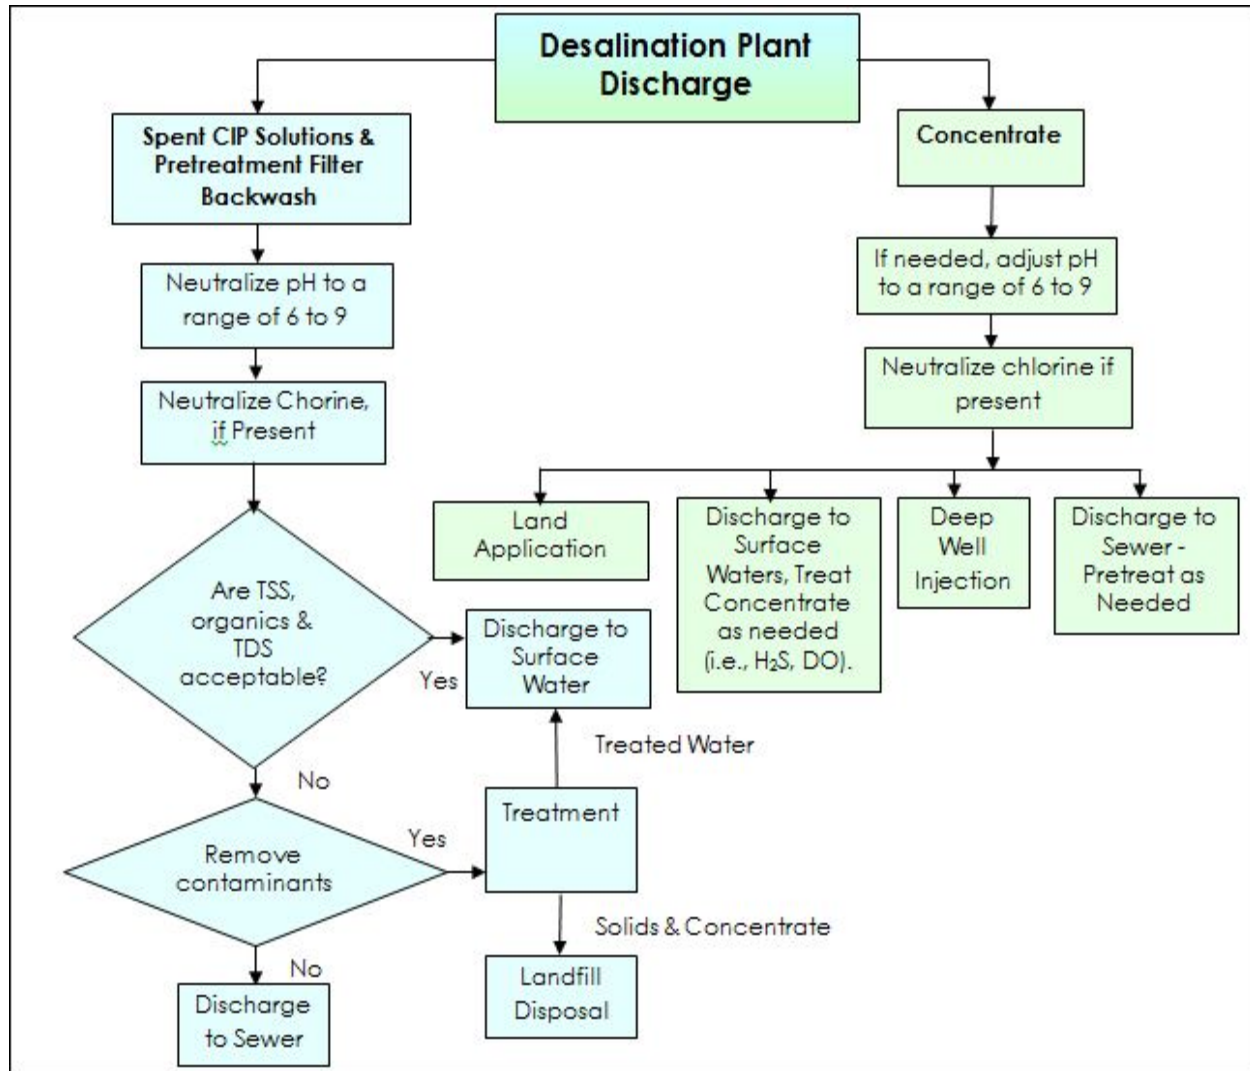 Desalination Plant
Discharge
Spent CIP Solutions &
Pretreatment Filter
Backwash
Neutralize pH to a
range of 6 to 9
Neutralize Chorine,
if Present
Are TSS,
organics &
TDS
acceptable?
Yes
Discharge to
Surface
Water
No
Remove
contaminants
Yes
Treatment
Treated Water
Solids & Concentrate
Landfill
Disposal
No
Discharge
to Sewer
Concentrate
If needed, adjust pH
to a range of 6 to 9
Neutralize chlorine if
present
Land
Application
Discharge to
Surface
Waters, Treat
Concentrate
as needed
(i.e., H₂S, DO).
Deep
Well
Injection
Discharge to
Sewer -
Pretreat as
Needed